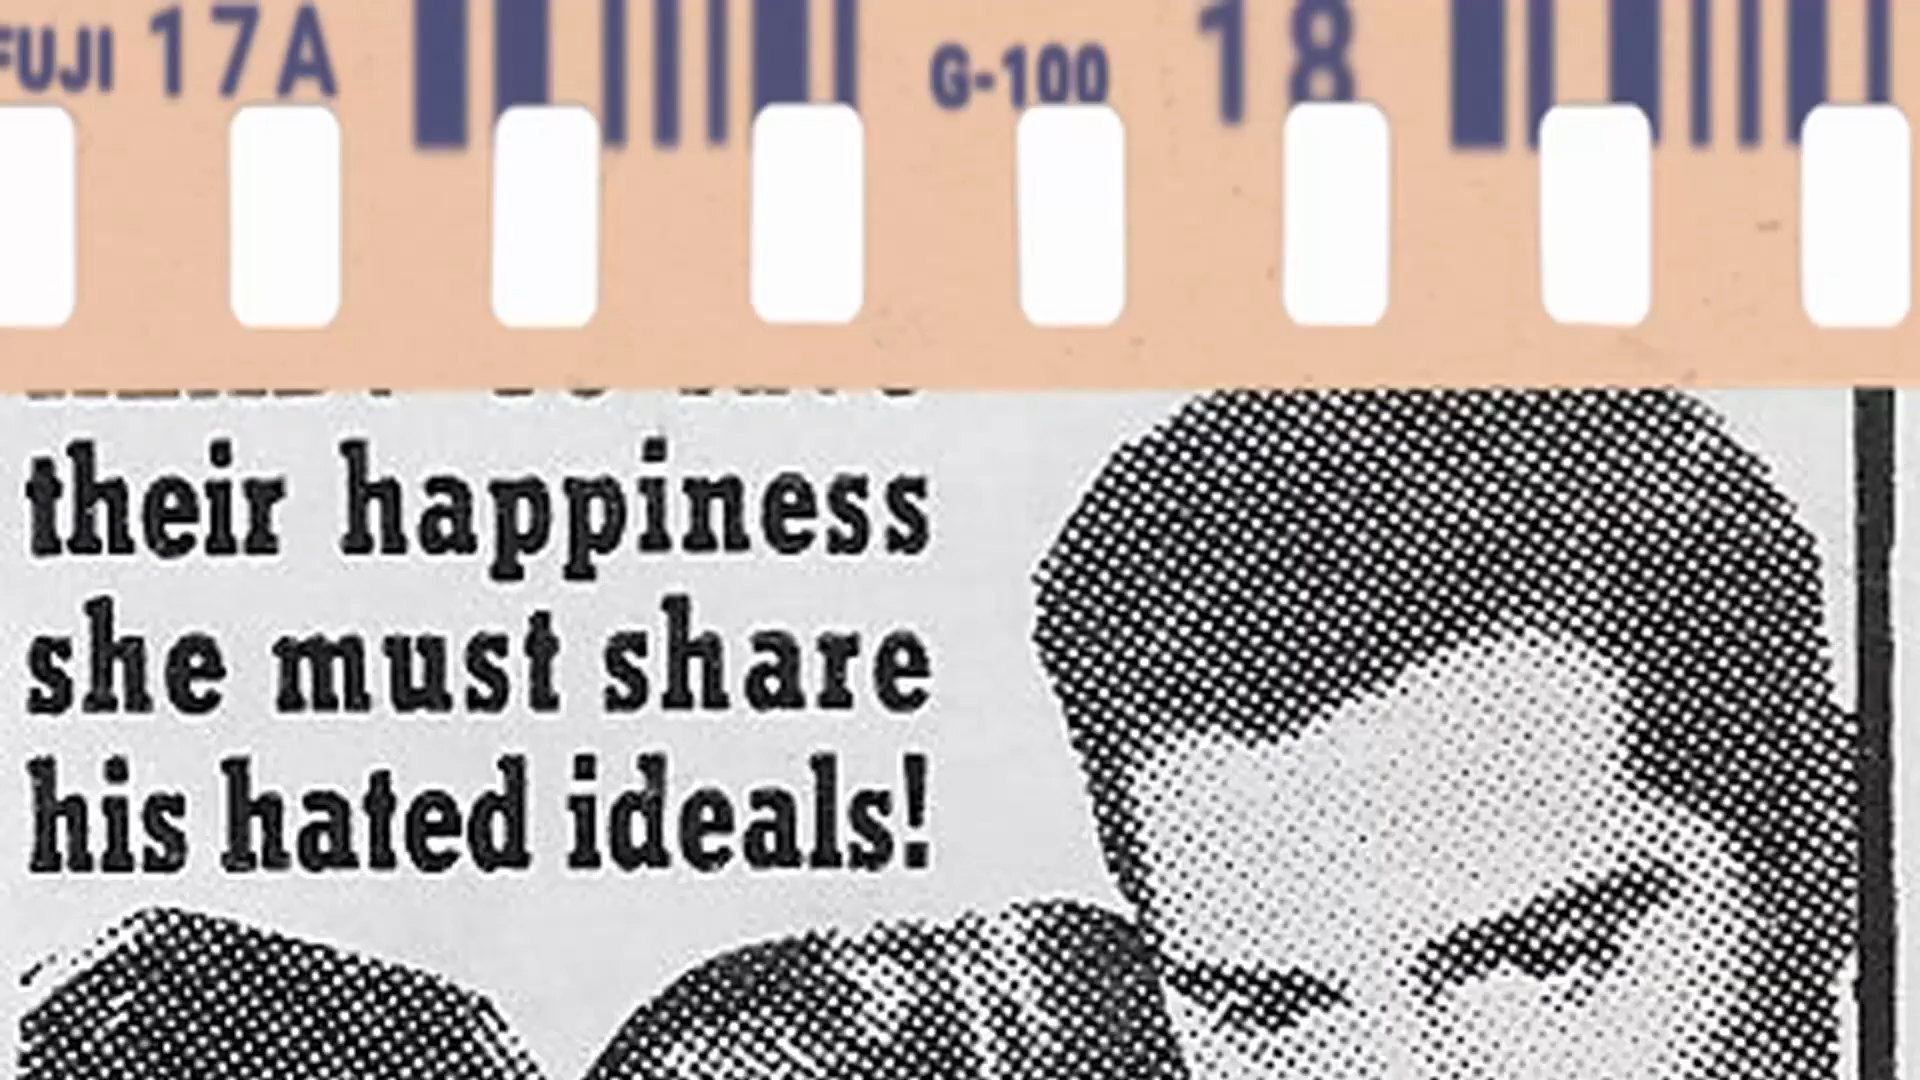 FUJI 17A G-100 18
their happiness
she must share
his hated ideals!